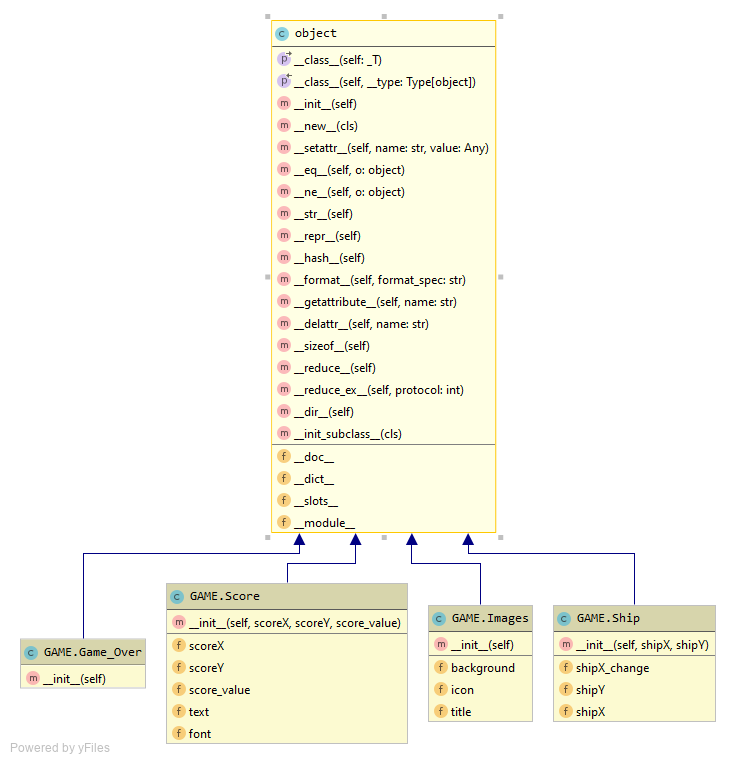 c object
p __class__(self: _T)
p __class__(self, __type: Type[object])
m __init__(self)
m __new__(cls)
m __setattr__(self, name: str, value: Any)
m __eq__(self, o: object)
m __ne__(self, o: object)
m __str__(self)
m __repr__(self)
m __hash__(self)
m __format__(self, format_spec: str)
m __getattribute__(self, name: str)
m __delattr__(self, name: str)
m __sizeof__(self)
m __reduce__(self)
m __reduce_ex__(self, protocol: int)
m __dir__(self)
m __init_subclass__(cls)
f __doc__
f __dict__
f __slots__
f __module__
c GAME.Game_Over
m __init__(self)
c GAME.Score
m __init__(self, scoreX, scoreY, score_value)
f scoreX
f scoreY
f score_value
f text
f font
c GAME.Images
m __init__(self)
f background
f icon
f title
c GAME.Ship
m __init__(self, shipX, shipY)
f shipX_change
f shipY
f shipX
Powered by yFiles